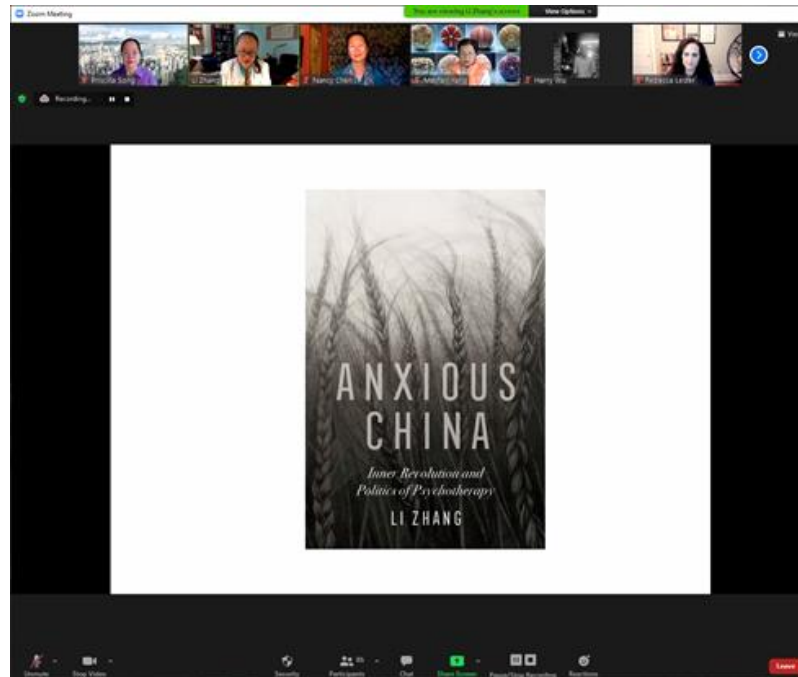 Zoom Meeting
You are viewing Li Zhang's screen
View Options
View
Priscilla Song
Li Zhang
Nancy Chen
Harry Wu
Rebecca Lester
Recording...
ANXIOUS
CHINA
Inner Revolution and
Politics of Psychotherapy
LI ZHANG
Unmute
Stop Video
Security
Participants
Chat
Share Screen
Pause/Stop Recording
Reactions
Leave